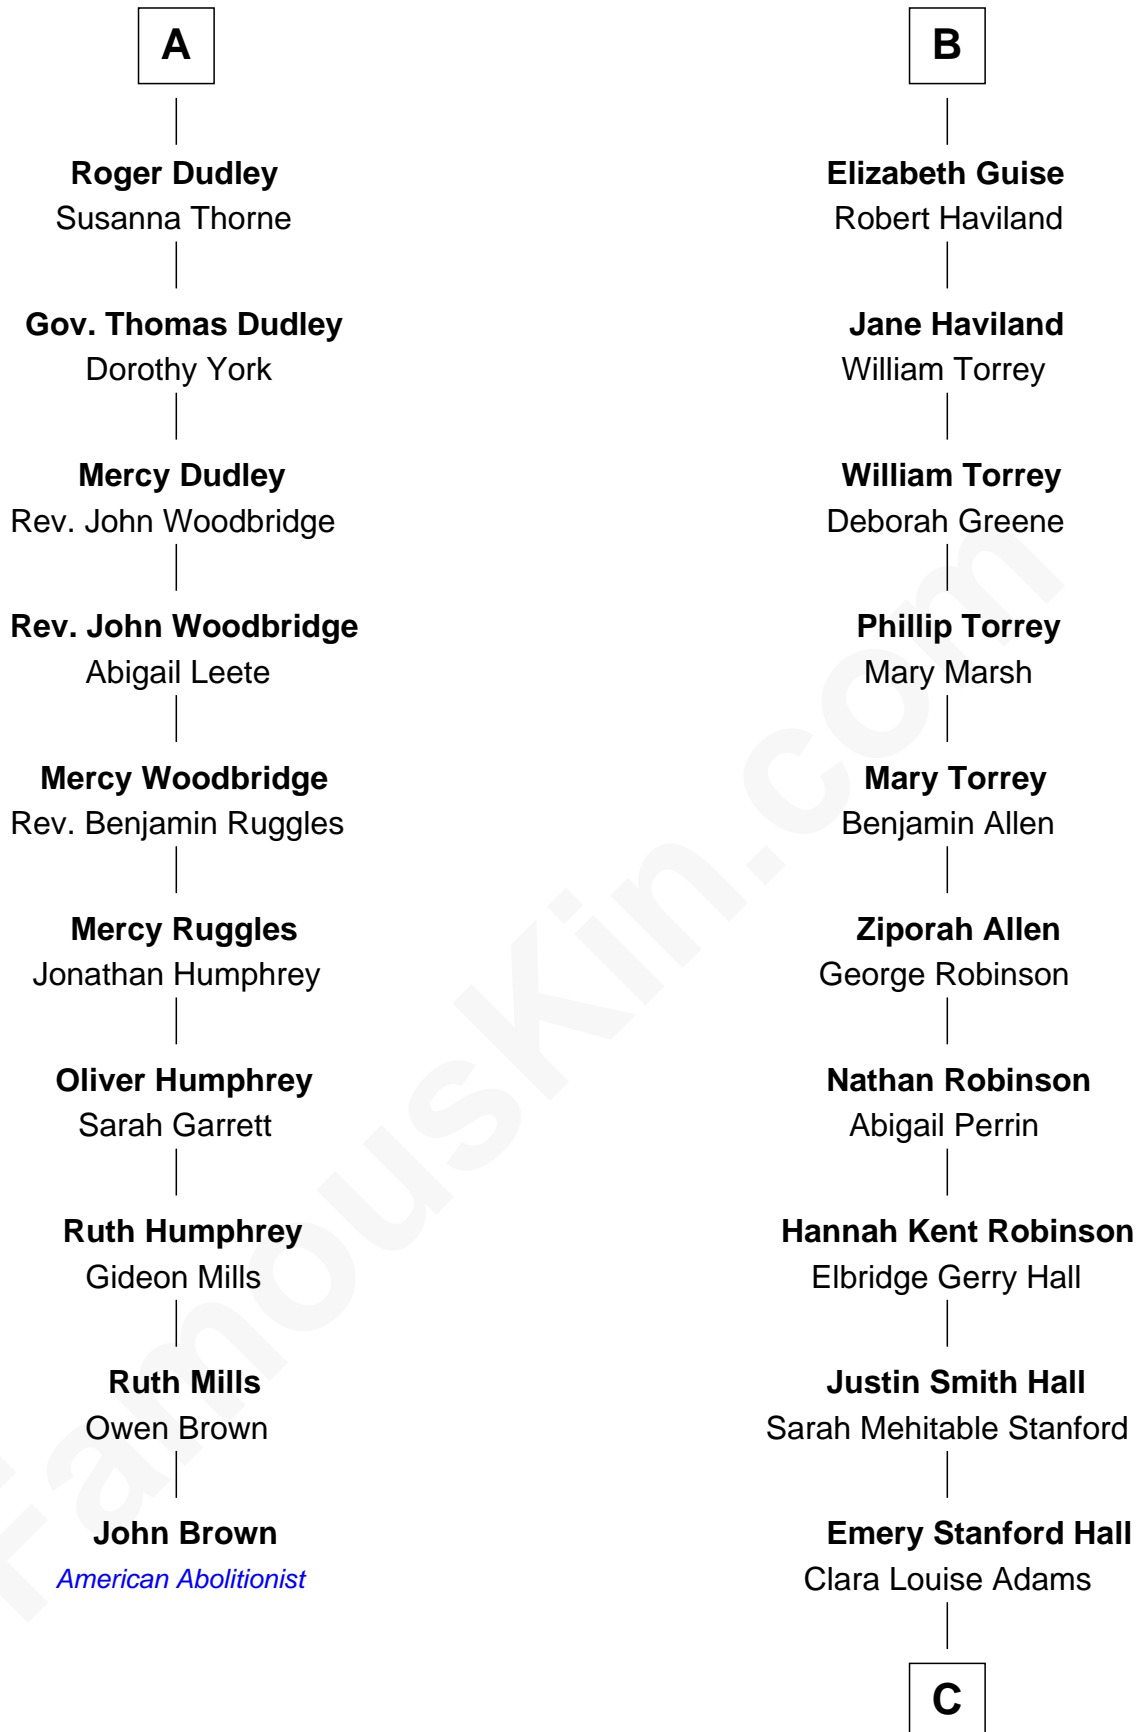 A
Roger Dudley
Susanna Thorne
Gov. Thomas Dudley
Dorothy York
Mercy Dudley
Rev. John Woodbridge
Rev. John Woodbridge
Abigail Leete
Mercy Woodbridge
Rev. Benjamin Ruggles
Mercy Ruggles
Jonathan Humphrey
Oliver Humphrey
Sarah Garrett
Ruth Humphrey
Gideon Mills
Ruth Mills
Owen Brown
John Brown
American Abolitionist
B
Elizabeth Guise
Robert Haviland
Jane Haviland
William Torrey
William Torrey
Deborah Greene
Phillip Torrey
Mary Marsh
Mary Torrey
Benjamin Allen
Ziporah Allen
George Robinson
Nathan Robinson
Abigail Perrin
Hannah Kent Robinson
Elbridge Gerry Hall
Justin Smith Hall
Sarah Mehitable Stanford
Emery Stanford Hall
Clara Louise Adams
C
FamousKin.com